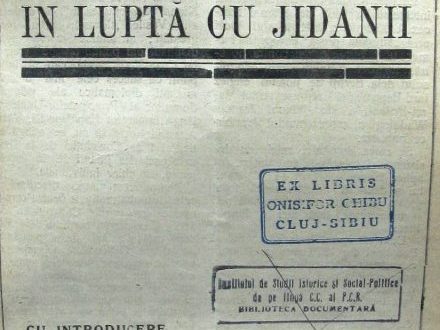 IN LUPTĂ CU JIDANII
EX LIBRIS
ONISIFOR GHIBU
CLUJ-SIBIU
Institutul de Studii Istorice și Social-Politice
de pe lîngă C.C. al P.C.R.
BIBLIOTECA DOCUMENTARĂ
CU INTRODUCERE